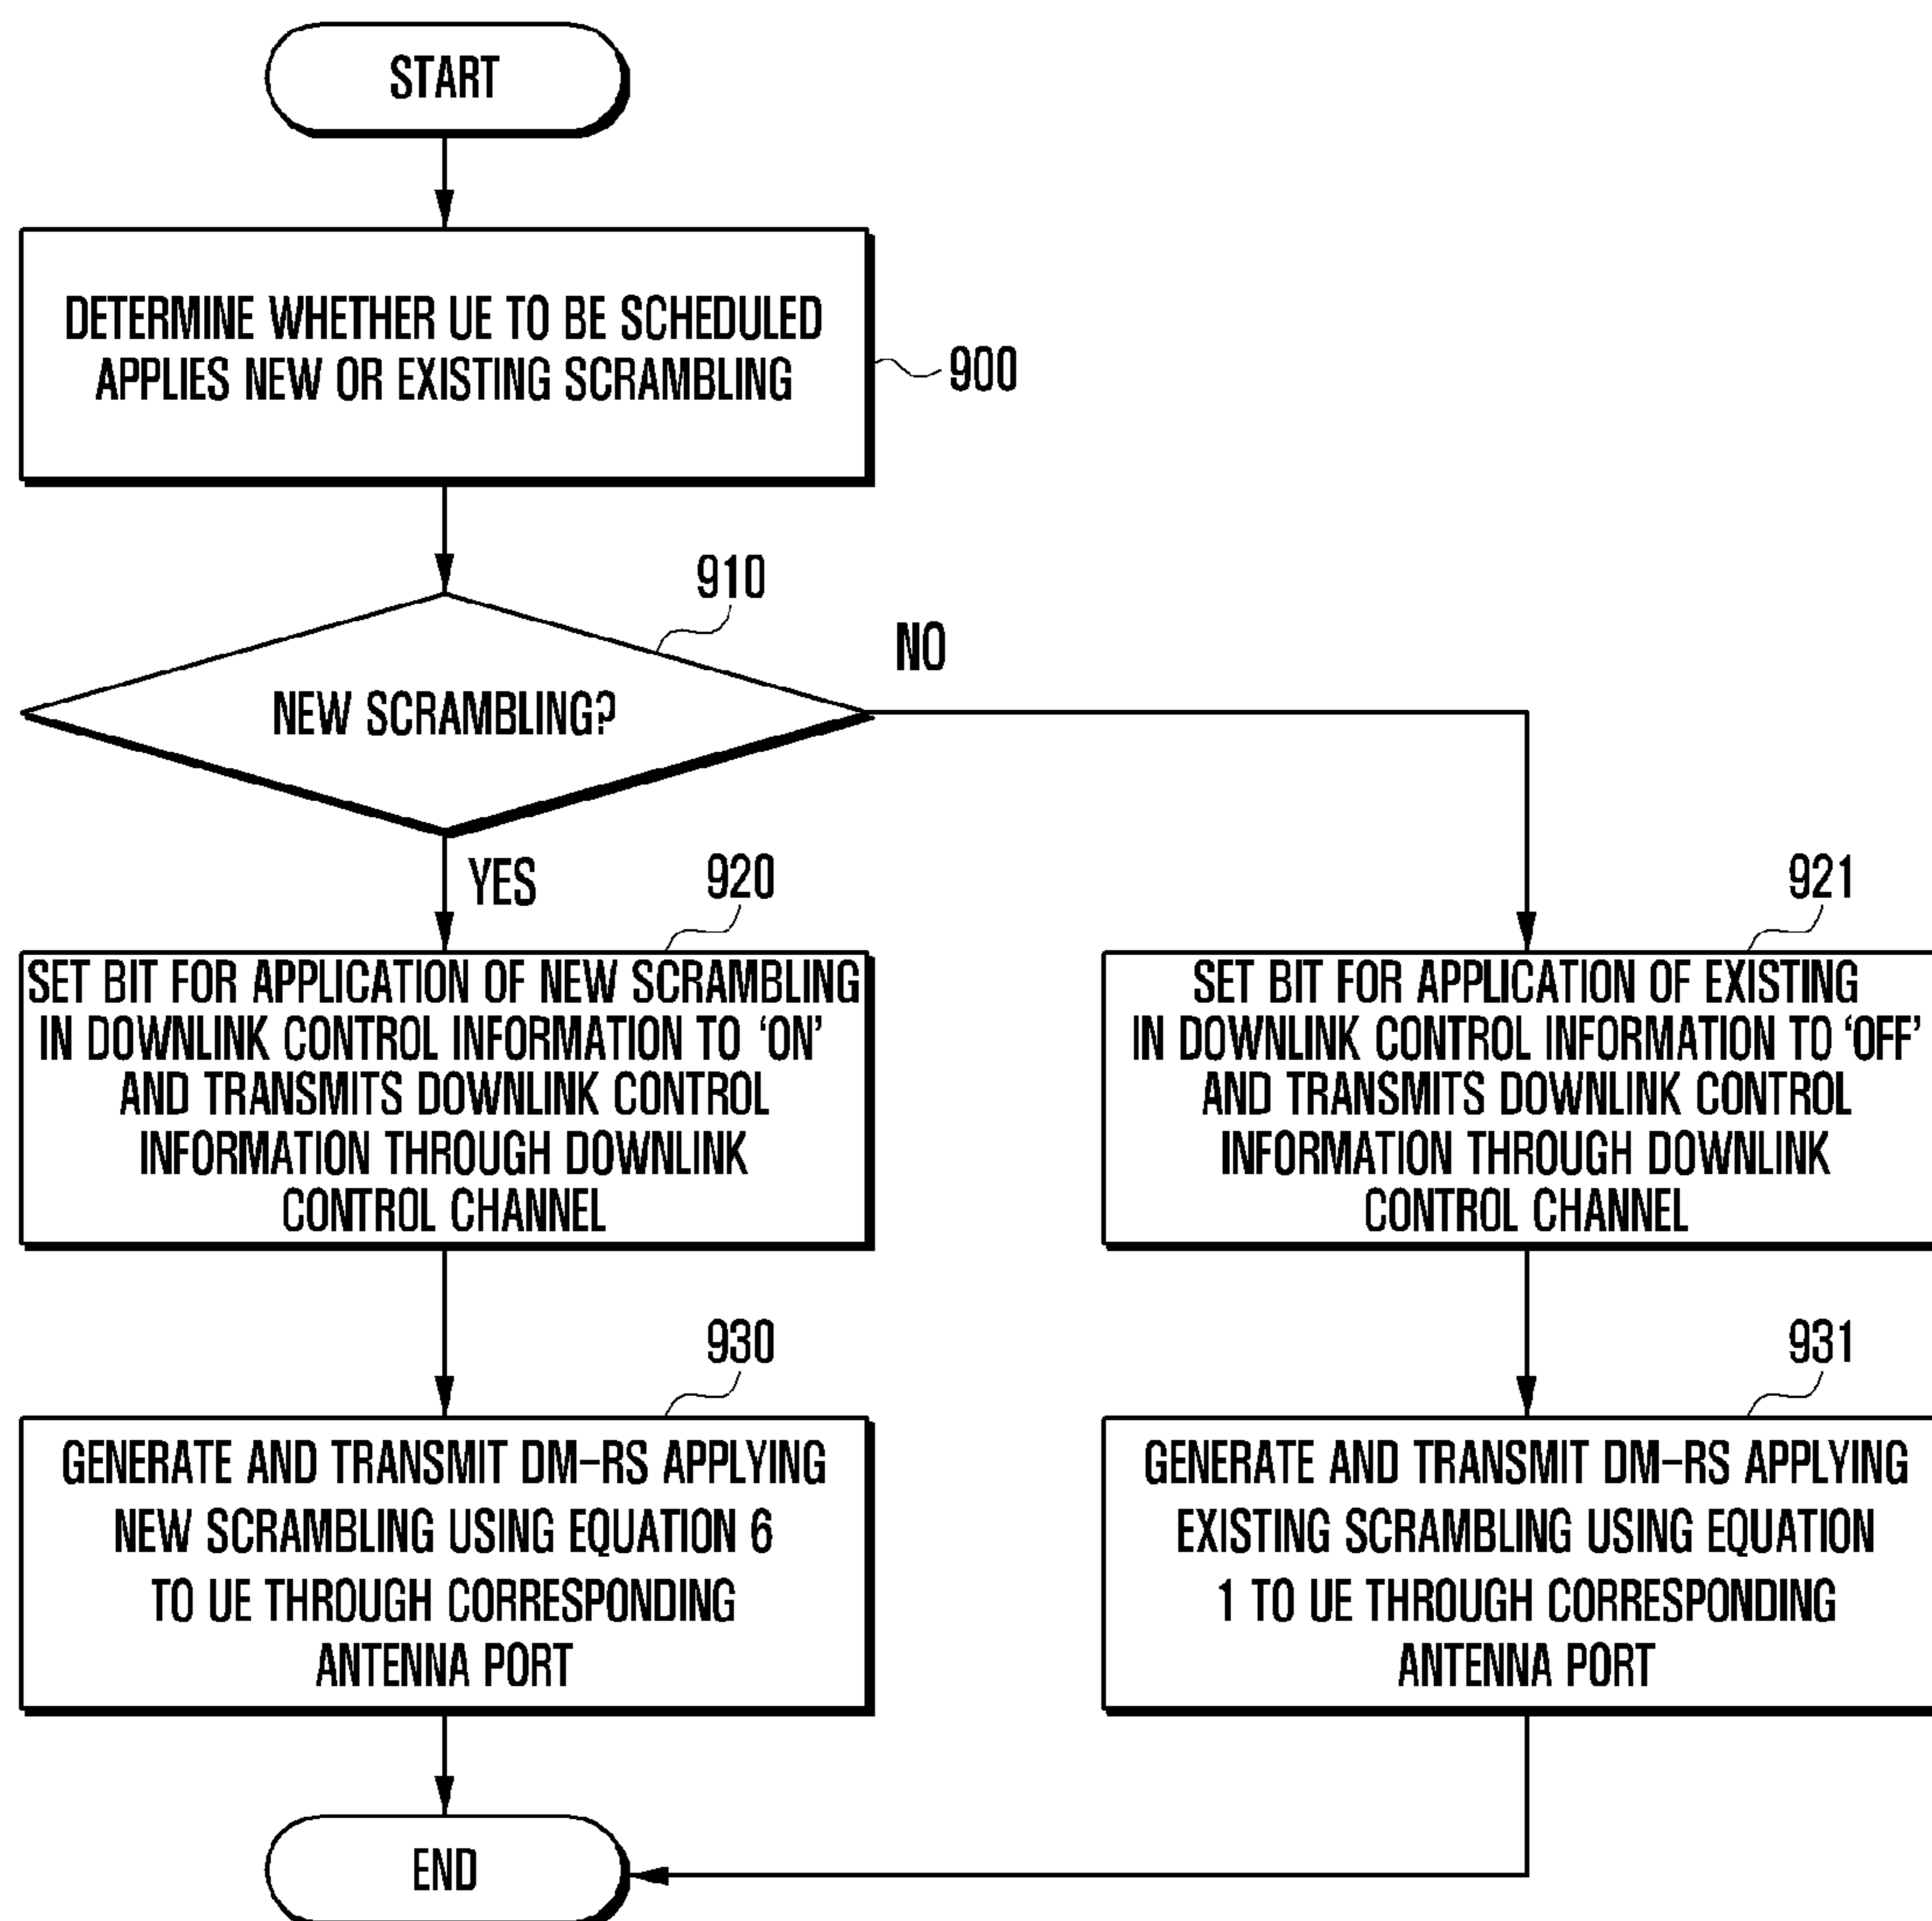 START
DETERMINE WHETHER UE TO BE SCHEDULED
APPLIES NEW OR EXISTING SCRAMBLING
900
910
NEW SCRAMBLING?
NO
YES
920
SET BIT FOR APPLICATION OF NEW SCRAMBLING
IN DOWNLINK CONTROL INFORMATION TO ‘ON’
AND TRANSMITS DOWNLINK CONTROL
INFORMATION THROUGH DOWNLINK
CONTROL CHANNEL
921
SET BIT FOR APPLICATION OF EXISTING
IN DOWNLINK CONTROL INFORMATION TO ‘OFF’
AND TRANSMITS DOWNLINK CONTROL
INFORMATION THROUGH DOWNLINK
CONTROL CHANNEL
930
GENERATE AND TRANSMIT DM-RS APPLYING
NEW SCRAMBLING USING EQUATION 6
TO UE THROUGH CORRESPONDING
ANTENNA PORT
931
GENERATE AND TRANSMIT DM-RS APPLYING
EXISTING SCRAMBLING USING EQUATION
1 TO UE THROUGH CORRESPONDING
ANTENNA PORT
END